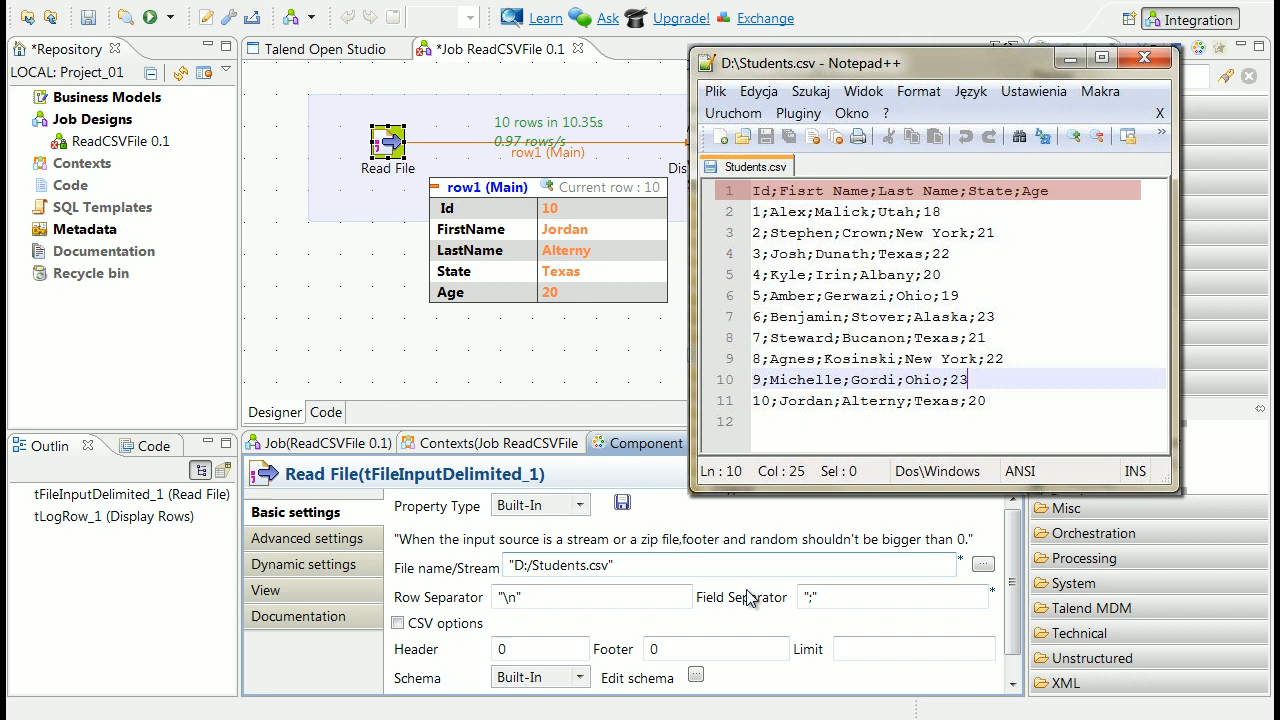 Learn Ask Upgrade! Exchange Integration
*Repository
LOCAL: Project_01
Business Models
Job Designs
ReadCSVFile 0.1
Contexts
Code
SQL Templates
Metadata
Documentation
Recycle bin
Talend Open Studio *Job ReadCSVFile 0.1
10 rows in 10.35s
0.97 rows/s
row1 (Main)
Read File
row1 (Main) Current row : 10
Id 10
FirstName Jordan
LastName Alterny
State Texas
Age 20
Designer Code
D:\Students.csv - Notepad++
Plik Edycja Szukaj Widok Format Język Ustawienia Makra
Uruchom Pluginy Okno ? X
Students.csv
1 Id;Fisrt Name;Last Name;State;Age
2 1;Alex;Malick;Utah;18
3 2;Stephen;Crown;New York;21
4 3;Josh;Dunath;Texas;22
5 4;Kyle;Irin;Albany;20
6 5;Amber;Gerwazi;Ohio;19
7 6;Benjamin;Stover;Alaska;23
8 7;Steward;Bucanon;Texas;21
9 8;Agnes;Kosinski;New York;22
10 9;Michelle;Gordi;Ohio;23
11 10;Jordan;Alterny;Texas;20
12
Ln : 10 Col : 25 Sel : 0 Dos\Windows ANSI INS
Outlin Code
tFileInputDelimited_1 (Read File)
tLogRow_1 (Display Rows)
Job(ReadCSVFile 0.1) Contexts(Job ReadCSVFile Component
Read File(tFileInputDelimited_1)
Basic settings
Advanced settings
Dynamic settings
View
Documentation
Property Type Built-In
"When the input source is a stream or a zip file,footer and random shouldn't be bigger than 0."
File name/Stream "D:/Students.csv" *
Row Separator "\n" Field Separator ";" *
CSV options
Header 0 Footer 0 Limit
Schema Built-In Edit schema
Misc
Orchestration
Processing
System
Talend MDM
Technical
Unstructured
XML